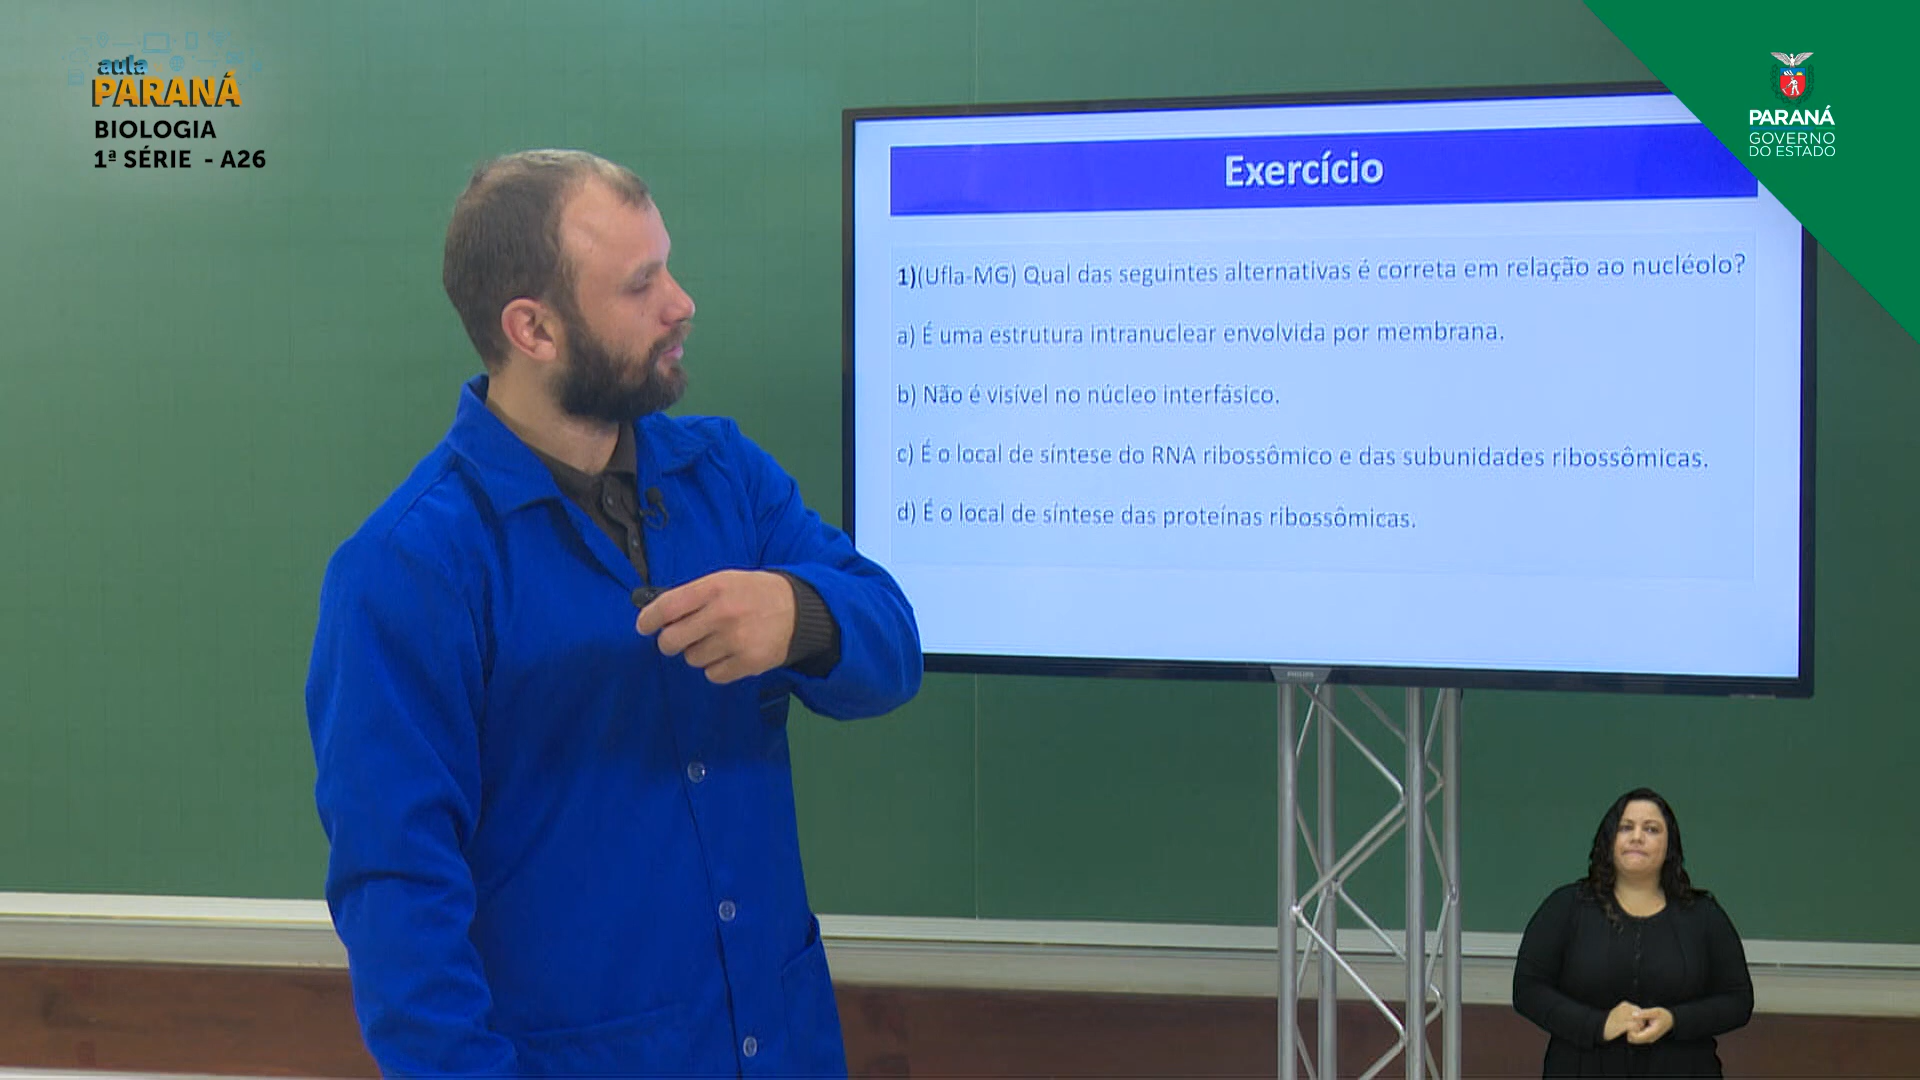 aula
PARANÁ
BIOLOGIA
1ª SÉRIE - A26
PARANÁ
GOVERNO
DO ESTADO
Exercício
1)(Ufla-MG) Qual das seguintes alternativas é correta em relação ao nucléolo?
a) É uma estrutura intranuclear envolvida por membrana.
b) Não é visível no núcleo interfásico.
c) É o local de síntese do RNA ribossômico e das subunidades ribossômicas.
d) É o local de síntese das proteínas ribossômicas.
PHILIPS